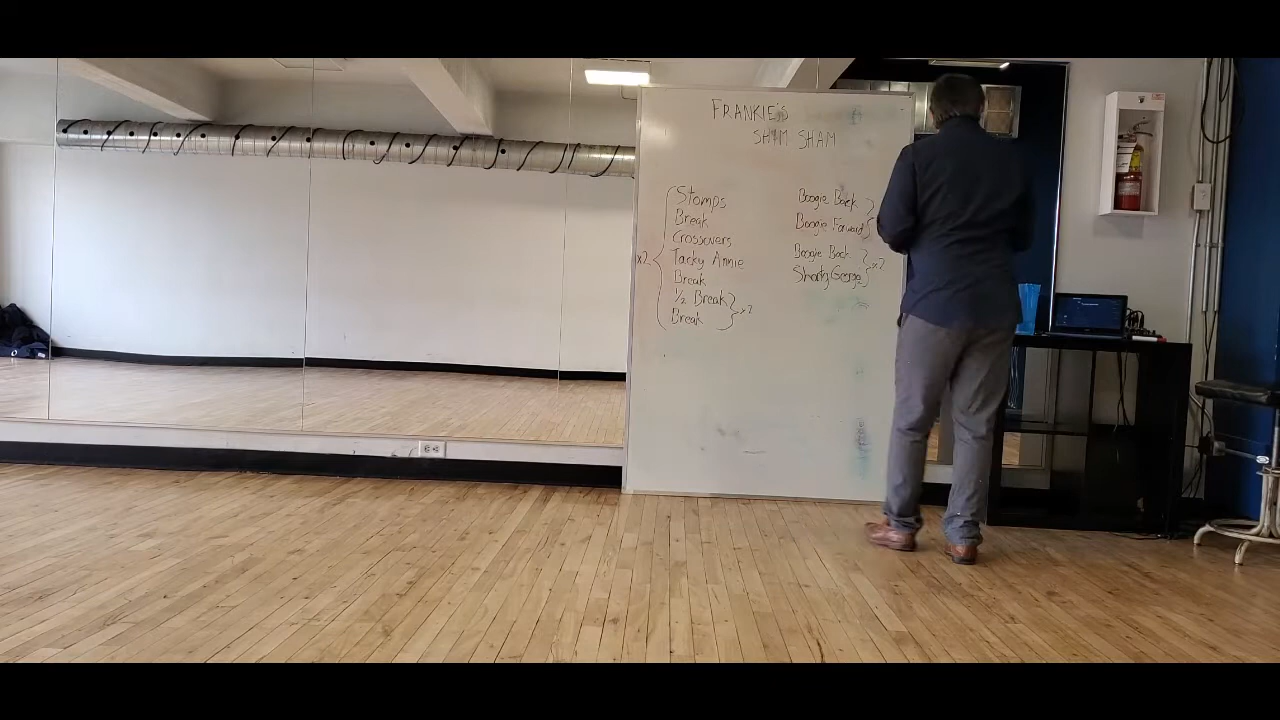 FRANKIE'S
SHIM SHAM
x2
Stomps
Break
Crossovers
Tacky Annie
Break
1/2 Break
Break
x2
Boogie Back
Boogie Forward
Boogie Back
Shorty George
x2